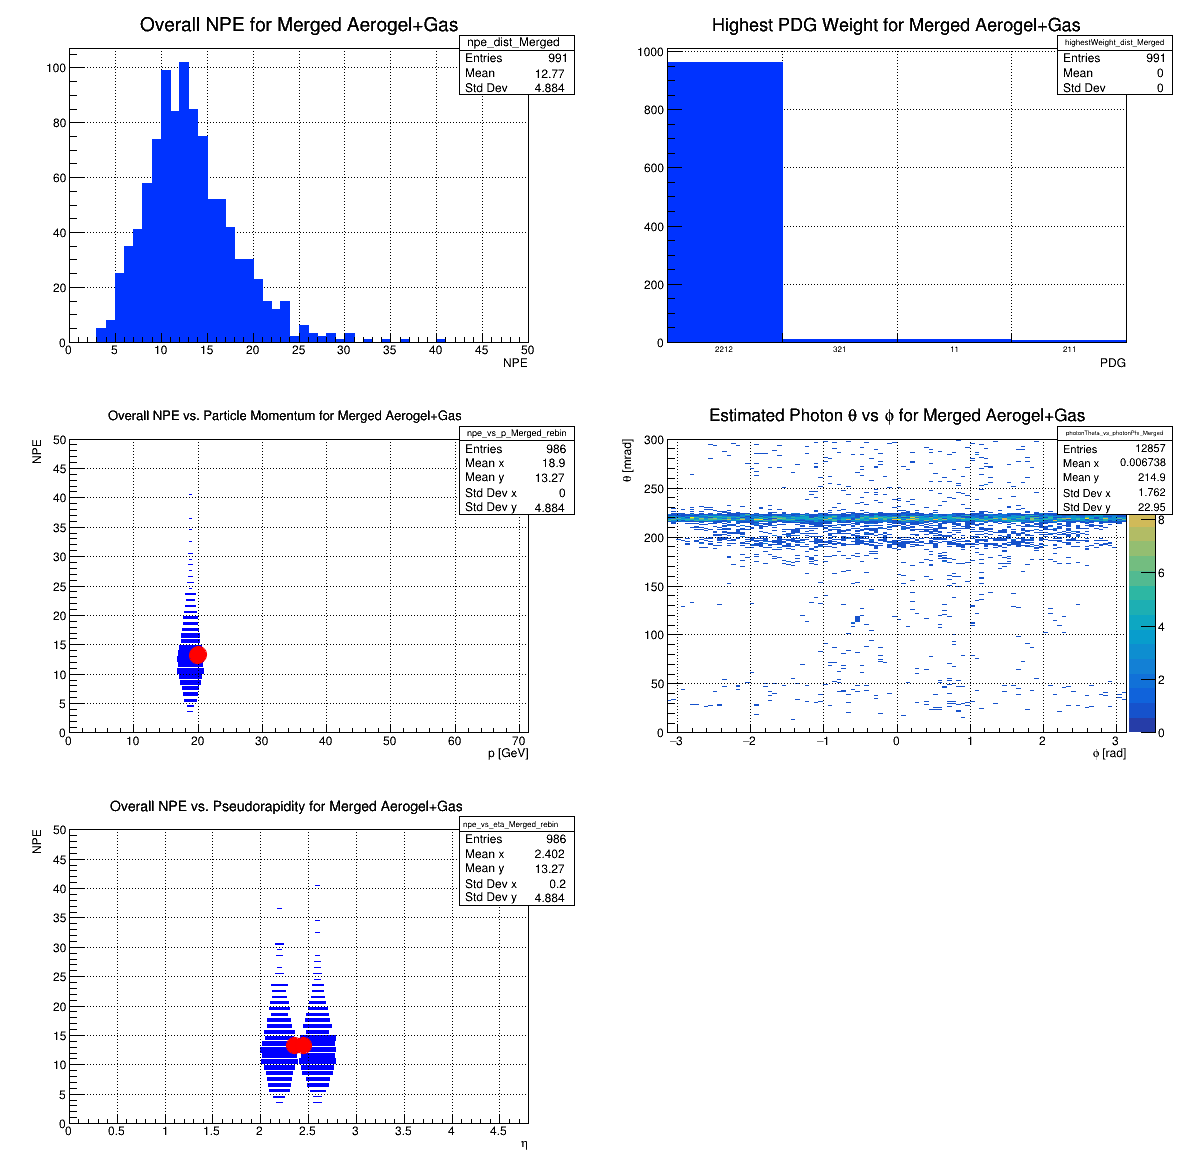 Overall NPE for Merged Aerogel+Gas
npe_dist_Merged
Entries 991
Mean 12.77
Std Dev 4.884
100
80
60
40
20
0
0 5 10 15 20 25 30 35 40 45 50
NPE
Highest PDG Weight for Merged Aerogel+Gas
highestWeight_dist_Merged
Entries 991
Mean 0
Std Dev 0
1000
800
600
400
200
0
2212 321 11 211
PDG
Overall NPE vs. Particle Momentum for Merged Aerogel+Gas
npe_vs_p_Merged_rebin
Entries 986
Mean x 18.9
Mean y 13.27
Std Dev x 0
Std Dev y 4.884
NPE
50
45
40
35
30
25
20
15
10
5
0
0 10 20 30 40 50 60 70
p [GeV]
Estimated Photon θ vs ϕ for Merged Aerogel+Gas
photonTheta_vs_photonPhi_Merged
Entries 12857
Mean x 0.006738
Mean y 214.9
Std Dev x 1.762
Std Dev y 22.95
θ [mrad]
300
250
200
150
100
50
0
−3 −2 −1 0 1 2 3
ϕ [rad]
8
6
4
2
0
Overall NPE vs. Pseudorapidity for Merged Aerogel+Gas
npe_vs_eta_Merged_rebin
Entries 986
Mean x 2.402
Mean y 13.27
Std Dev x 0.2
Std Dev y 4.884
NPE
50
45
40
35
30
25
20
15
10
5
0
0 0.5 1 1.5 2 2.5 3 3.5 4 4.5
η